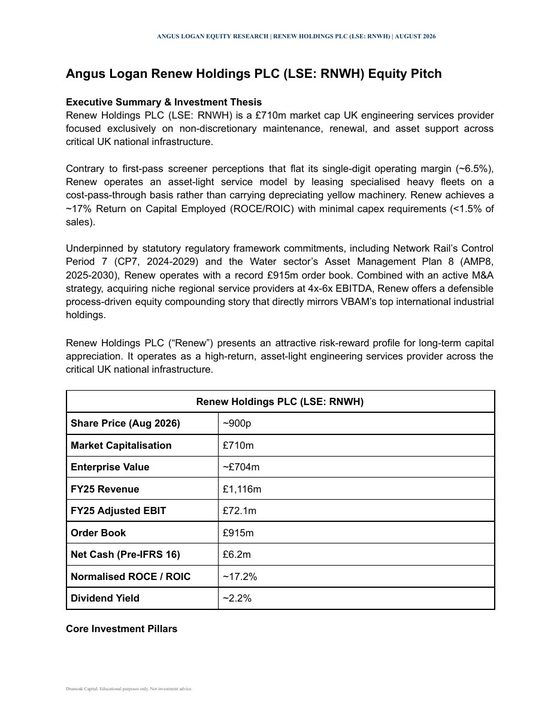 ANGUS LOGAN EQUITY RESEARCH | RENEW HOLDINGS PLC (LSE: RNWH) | AUGUST 2026
Angus Logan Renew Holdings PLC (LSE: RNWH) Equity Pitch
Executive Summary & Investment Thesis
Renew Holdings PLC (LSE: RNWH) is a £710m market cap UK engineering services provider
focused exclusively on non-discretionary maintenance, renewal, and asset support across
critical UK national infrastructure.
Contrary to first-pass screener perceptions that flat its single-digit operating margin (~6.5%),
Renew operates an asset-light service model by leasing specialised heavy fleets on a
cost-pass-through basis rather than carrying depreciating yellow machinery. Renew achieves a
~17% Return on Capital Employed (ROCE/ROIC) with minimal capex requirements (<1.5% of
sales).
Underpinned by statutory regulatory framework commitments, including Network Rail's Control
Period 7 (CP7, 2024-2029) and the Water sector's Asset Management Plan 8 (AMP8,
2025-2030), Renew operates with a record £915m order book. Combined with an active M&A
strategy, acquiring niche regional service providers at 4x-6x EBITDA, Renew offers a defensible
process-driven equity compounding story that directly mirrors VBAM's top international industrial
holdings.
Renew Holdings PLC ("Renew") presents an attractive risk-reward profile for long-term capital
appreciation. It operates as a high-return, asset-light engineering services provider across the
critical UK national infrastructure.
Renew Holdings PLC (LSE: RNWH)
Share Price (Aug 2026) ~900p
Market Capitalisation £710m
Enterprise Value ~£704m
FY25 Revenue £1,116m
FY25 Adjusted EBIT £72.1m
Order Book £915m
Net Cash (Pre-IFRS 16) £6.2m
Normalised ROCE / ROIC ~17.2%
Dividend Yield ~2.2%
Core Investment Pillars
Capital. Educational purposes only. Not investment advice.